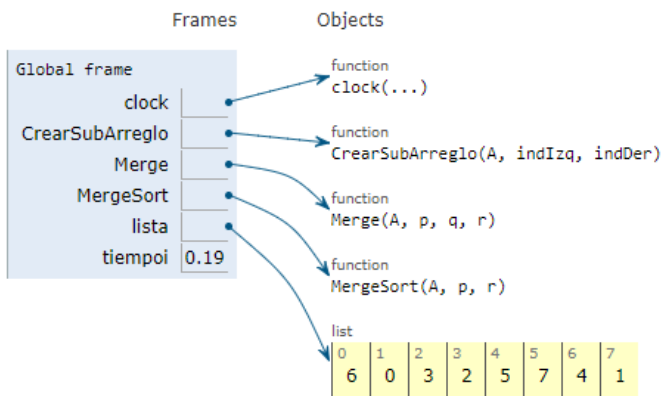 Frames Objects
Global frame
clock
CrearSubArreglo
Merge
MergeSort
lista
tiempoi 0.19
function
clock(...)
function
CrearSubArreglo(A, indIzq, indDer)
function
Merge(A, p, q, r)
function
MergeSort(A, p, r)
list
0 1 2 3 4 5 6 7
6 0 3 2 5 7 4 1